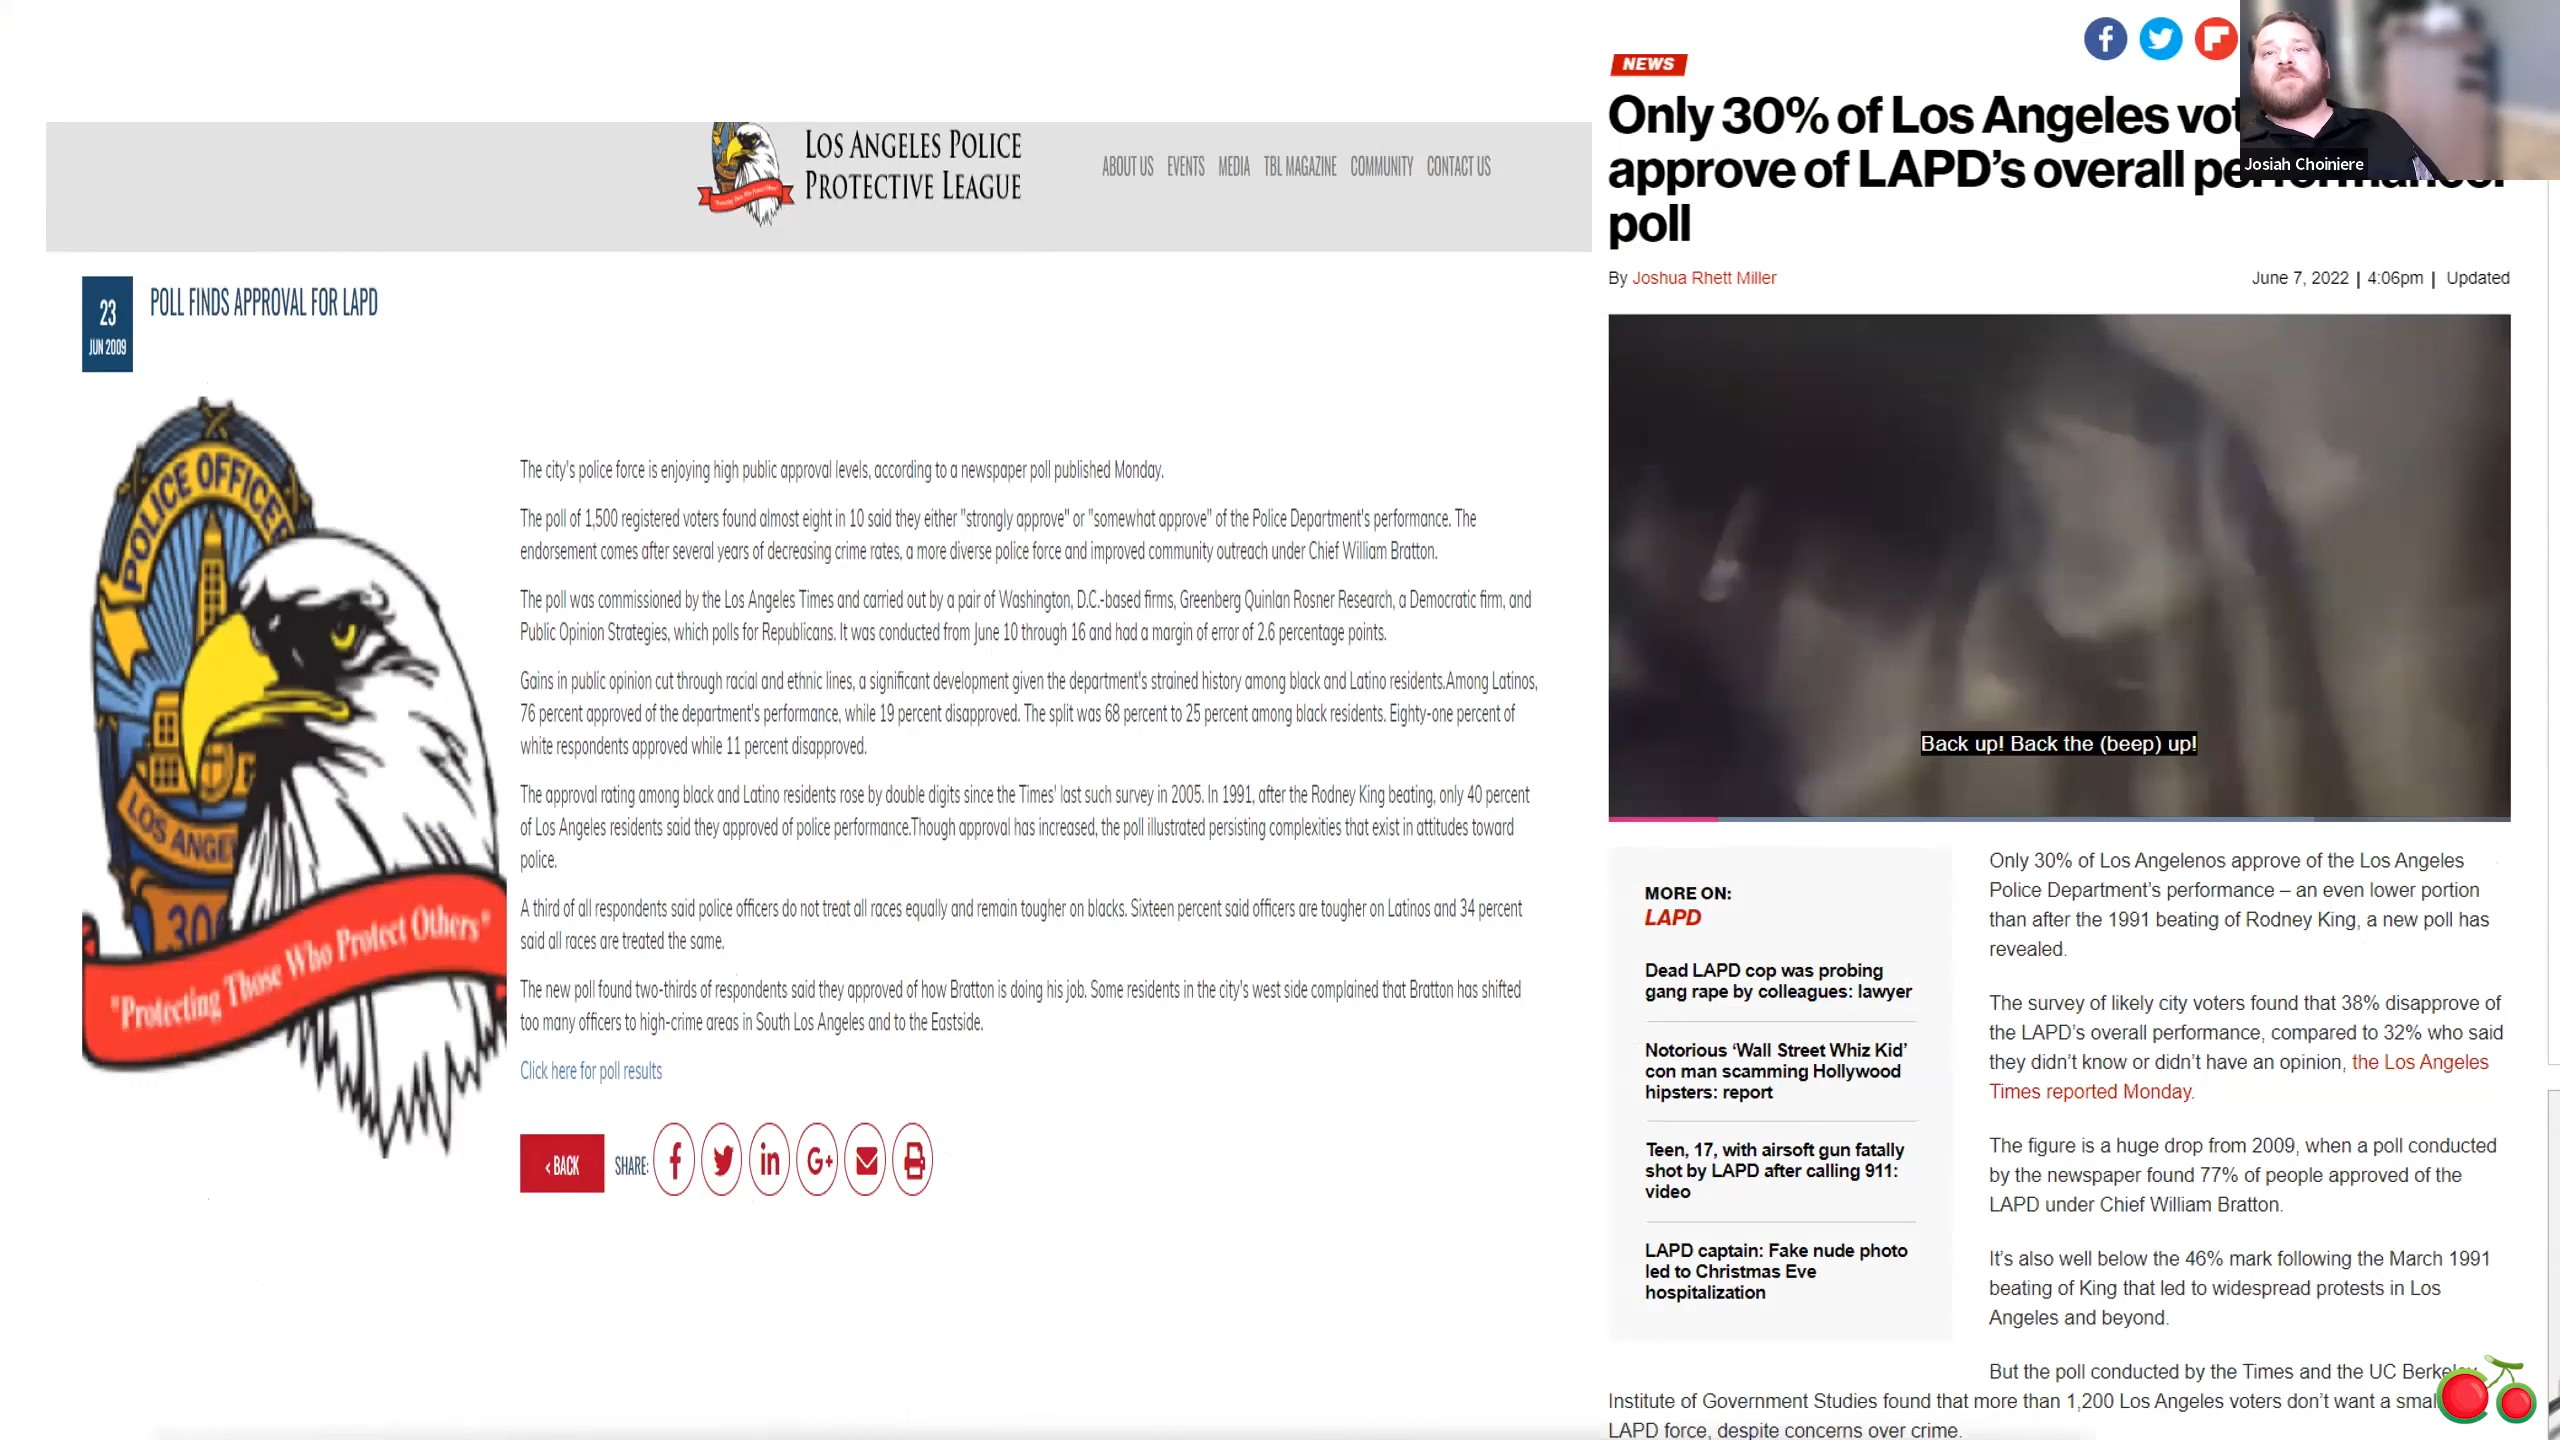 LOS ANGELES POLICE
PROTECTIVE LEAGUE
ABOUT US EVENTS MEDIA TBL MAGAZINE COMMUNITY CONTACT US
23
JUN 2009
POLL FINDS APPROVAL FOR LAPD
POLICE OFFICER
LOS ANGE
300
"Protecting Those Who Protect Others"
The city's police force is enjoying high public approval levels, according to a newspaper poll published Monday.
The poll of 1,500 registered voters found almost eight in 10 said they either "strongly approve" or "somewhat approve" of the Police Department's performance. The
endorsement comes after several years of decreasing crime rates, a more diverse police force and improved community outreach under Chief William Bratton.
The poll was commissioned by the Los Angeles Times and carried out by a pair of Washington, D.C.-based firms, Greenberg Quinlan Rosner Research, a Democratic firm, and
Public Opinion Strategies, which polls for Republicans. It was conducted from June 10 through 16 and had a margin of error of 2.6 percentage points.
Gains in public opinion cut through racial and ethnic lines, a significant development given the department's strained history among black and Latino residents.Among Latinos,
76 percent approved of the department's performance, while 19 percent disapproved. The split was 68 percent to 25 percent among black residents. Eighty-one percent of
white respondents approved while 11 percent disapproved.
The approval rating among black and Latino residents rose by double digits since the Times' last such survey in 2005. In 1991, after the Rodney King beating, only 40 percent
of Los Angeles residents said they approved of police performance.Though approval has increased, the poll illustrated persisting complexities that exist in attitudes toward
police.
A third of all respondents said police officers do not treat all races equally and remain tougher on blacks. Sixteen percent said officers are tougher on Latinos and 34 percent
said all races are treated the same.
The new poll found two-thirds of respondents said they approved of how Bratton is doing his job. Some residents in the city's west side complained that Bratton has shifted
too many officers to high-crime areas in South Los Angeles and to the Eastside.
Click here for poll results
< BACK SHARE:
NEWS
Only 30% of Los Angeles vot
approve of LAPD's overall
poll
Josiah Choiniere
By Joshua Rhett Miller
June 7, 2022 | 4:06pm | Updated
Back up! Back the (beep) up!
MORE ON:
LAPD
Dead LAPD cop was probing
gang rape by colleagues: lawyer
Notorious ‘Wall Street Whiz Kid’
con man scamming Hollywood
hipsters: report
Teen, 17, with airsoft gun fatally
shot by LAPD after calling 911:
video
LAPD captain: Fake nude photo
led to Christmas Eve
hospitalization
Only 30% of Los Angelenos approve of the Los Angeles
Police Department’s performance – an even lower portion
than after the 1991 beating of Rodney King, a new poll has
revealed.
The survey of likely city voters found that 38% disapprove of
the LAPD’s overall performance, compared to 32% who said
they didn’t know or didn’t have an opinion, the Los Angeles
Times reported Monday.
The figure is a huge drop from 2009, when a poll conducted
by the newspaper found 77% of people approved of the
LAPD under Chief William Bratton.
It’s also well below the 46% mark following the March 1991
beating of King that led to widespread protests in Los
Angeles and beyond.
But the poll conducted by the Times and the UC
Institute of Government Studies found that more than 1,200 Los Angeles voters don’t want a
LAPD force, despite concerns over crime.